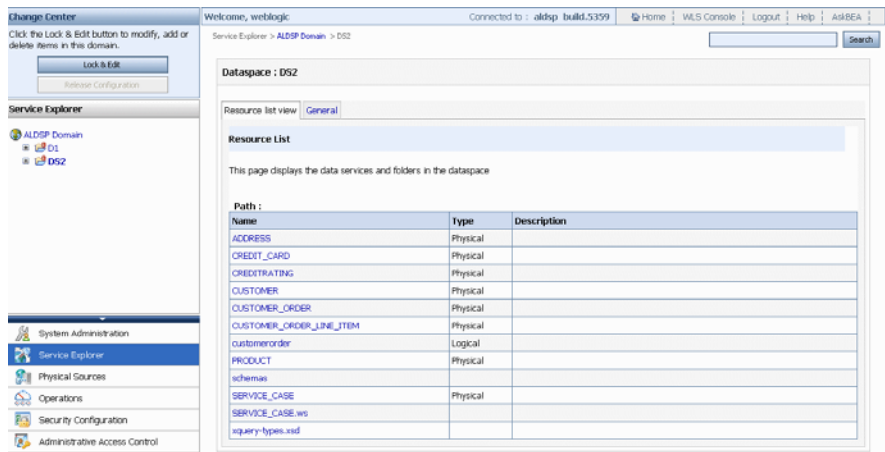 Change Center
Click the Lock & Edit button to modify, add or
delete items in this domain.
Lock & Edit
Release Configuration
Service Explorer
ALDSP Domain
D1
DS2
System Administration
Service Explorer
Physical Sources
Operations
Security Configuration
Administrative Access Control
Welcome, weblogic
Connected to : aldsp_build.5359
Home
WLS Console
Logout
Help
AskBEA
Service Explorer > ALDSP Domain > DS2
Search
Dataspace : DS2
Resource list view General
Resource List
This page displays the data services and folders in the dataspace
Path :
Name Type Description
ADDRESS Physical
CREDIT_CARD Physical
CREDITRATING Physical
CUSTOMER Physical
CUSTOMER_ORDER Physical
CUSTOMER_ORDER_LINE_ITEM Physical
customerorder Logical
PRODUCT Physical
schemas
SERVICE_CASE Physical
SERVICE_CASE.ws
xquery-types.xsd